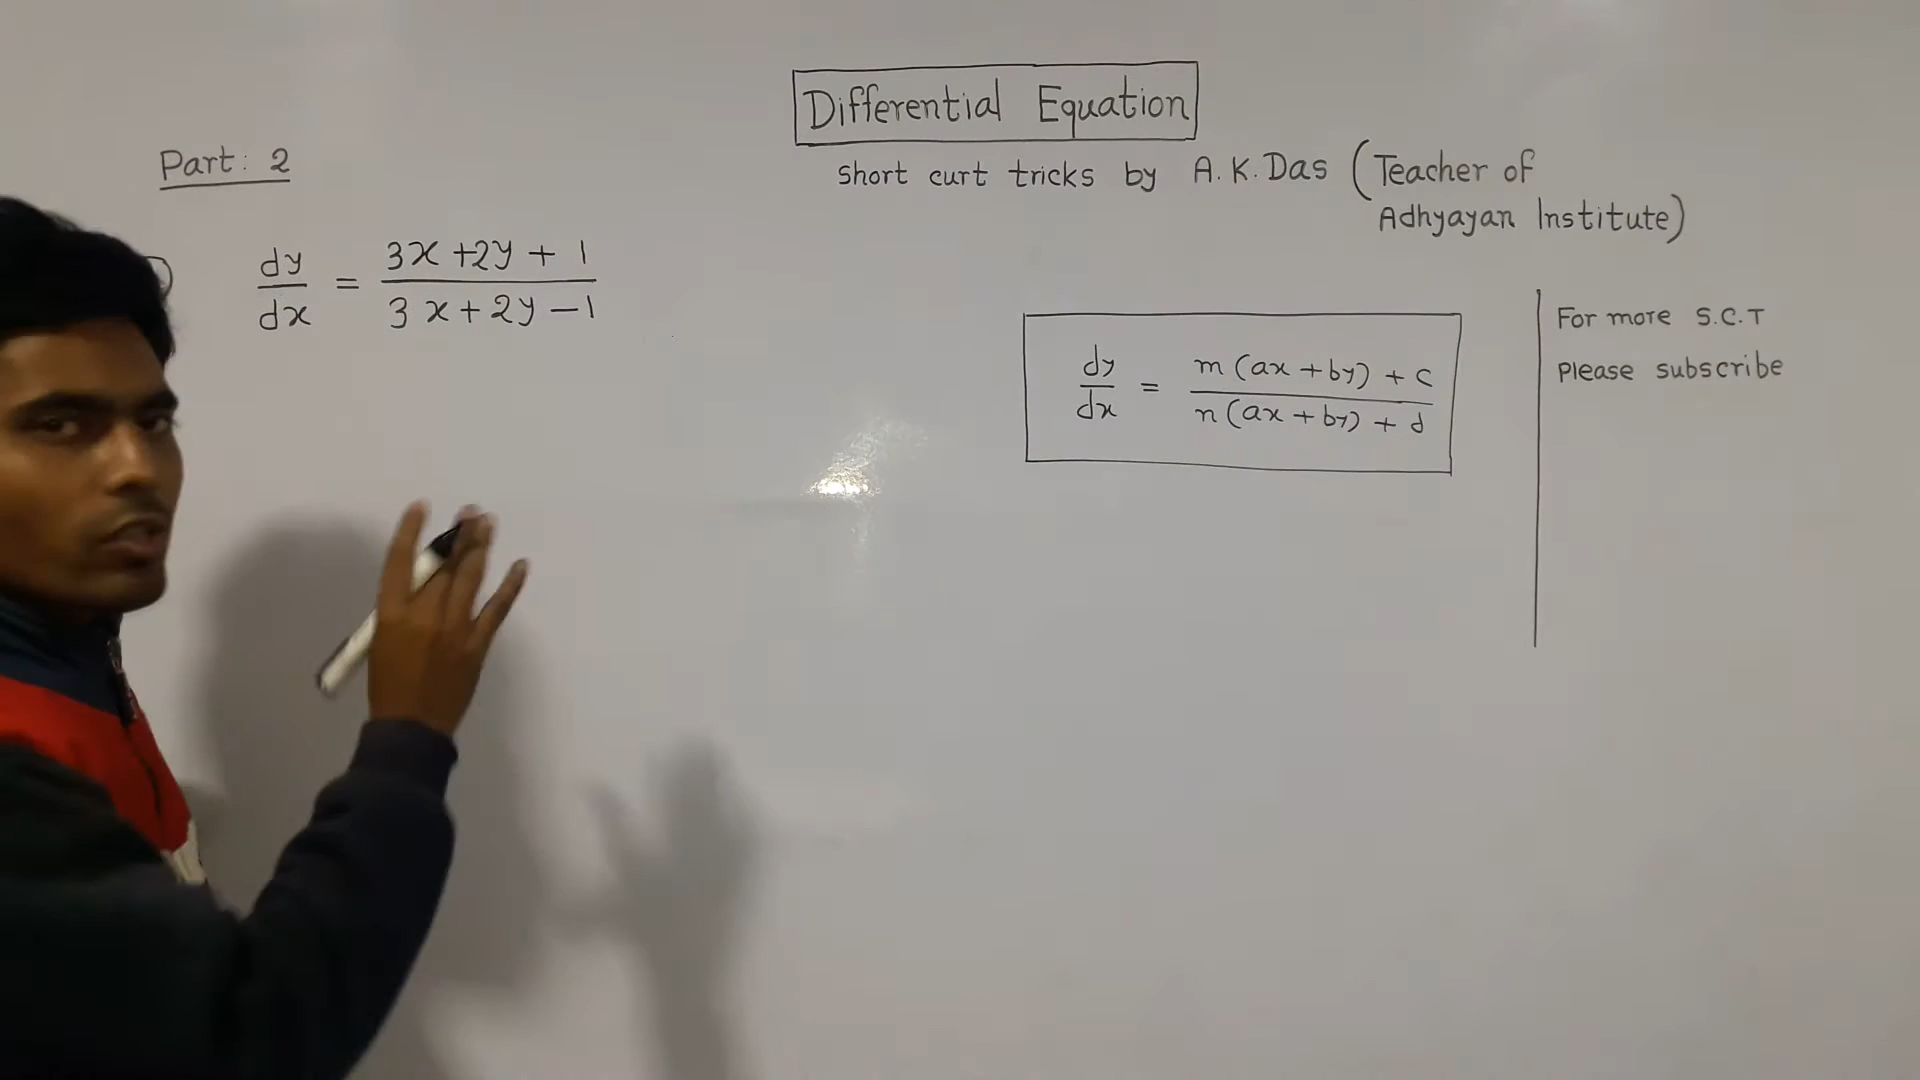 Differential Equation
Part: 2
short curt tricks by A.K.Das (Teacher of
Adhyayan Institute)
dy/dx = (3x+2y+1)/(3x+2y-1)
dy/dx = (m(ax+by)+c)/(n(ax+by)+d)
For more S.C.T
Please subscribe